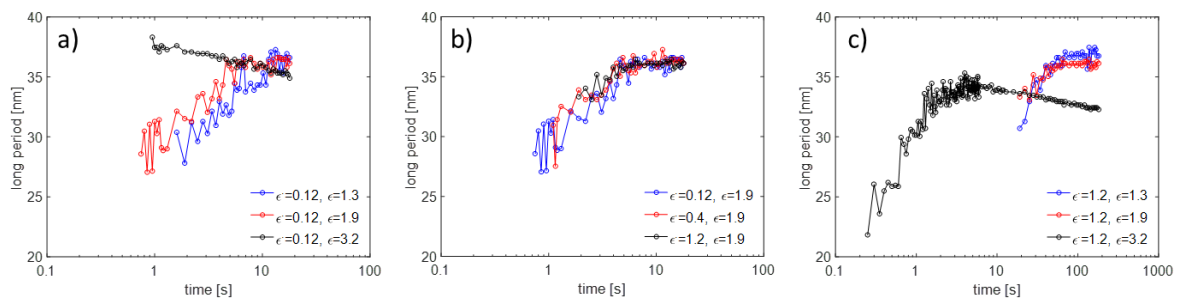 a)
40
35
30
25
20
long period [nm]
0.1 1 10 100
time [s]
ϵ˙=0.12, ϵ=1.3
ϵ˙=0.12, ϵ=1.9
ϵ˙=0.12, ϵ=3.2
b)
40
35
30
25
20
long period [nm]
0.1 1 10 100
time [s]
ϵ˙=0.12, ϵ=1.9
ϵ˙=0.4, ϵ=1.9
ϵ˙=1.2, ϵ=1.9
c)
40
35
30
25
20
long period [nm]
0.1 1 10 100 1000
time [s]
ϵ˙=1.2, ϵ=1.3
ϵ˙=1.2, ϵ=1.9
ϵ˙=1.2, ϵ=3.2